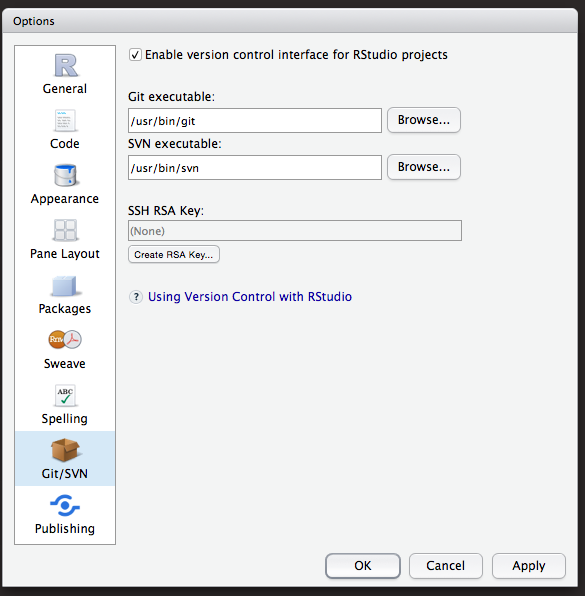 Options
General
Code
Appearance
Pane Layout
Packages
Sweave
ABC
Spelling
Git/SVN
Publishing
Enable version control interface for RStudio projects
Git executable:
/usr/bin/git
Browse...
SVN executable:
/usr/bin/svn
Browse...
SSH RSA Key:
(None)
Create RSA Key...
? Using Version Control with RStudio
OK Cancel Apply